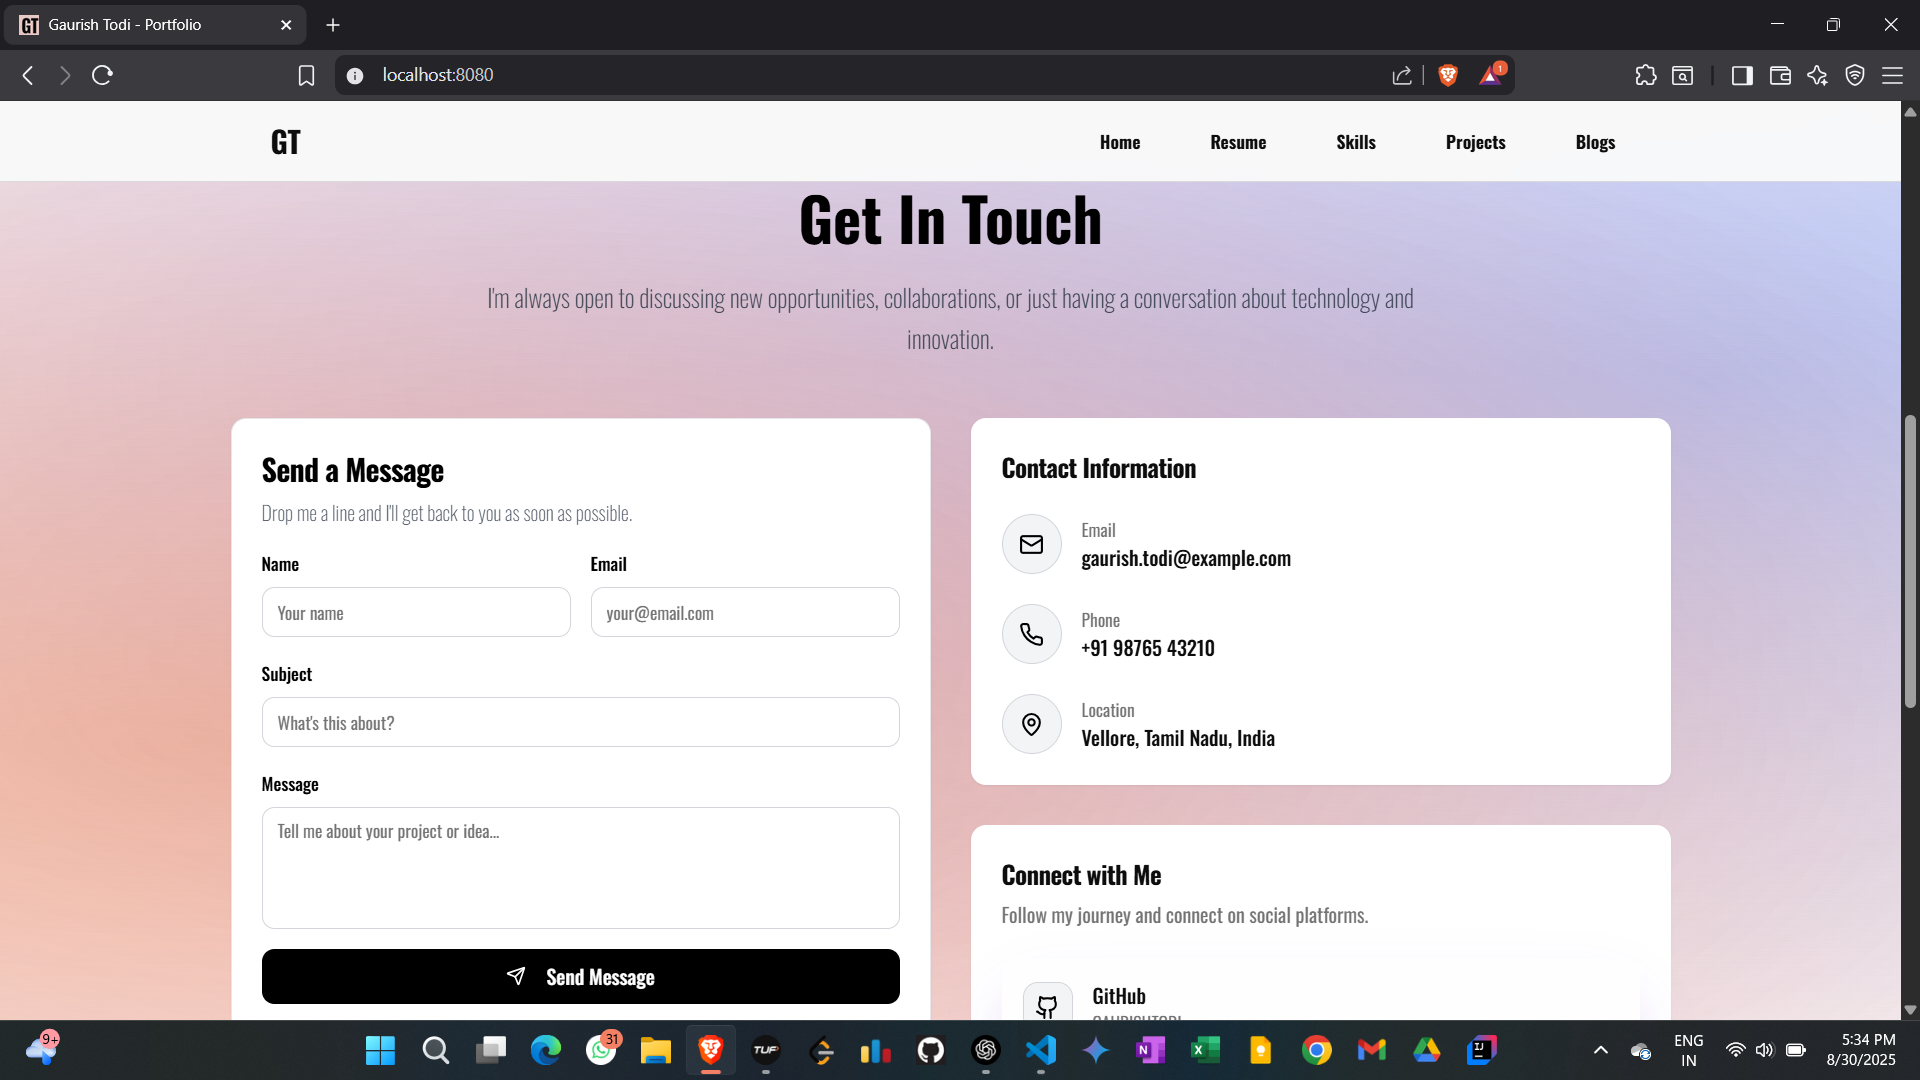 GT Gaurish Todi - Portfolio
localhost:8080
1
GT
Home Resume Skills Projects Blogs
Get In Touch
I'm always open to discussing new opportunities, collaborations, or just having a conversation about technology and
innovation.
Send a Message
Drop me a line and I'll get back to you as soon as possible.
Name Email
Your name your@email.com
Subject
What's this about?
Message
Tell me about your project or idea...
Send Message
Contact Information
Email
gaurish.todi@example.com
Phone
+91 98765 43210
Location
Vellore, Tamil Nadu, India
Connect with Me
Follow my journey and connect on social platforms.
GitHub
GAURISHTODI
9+
31
TUF
N
X
IJ
ENG
IN
5:34 PM
8/30/2025